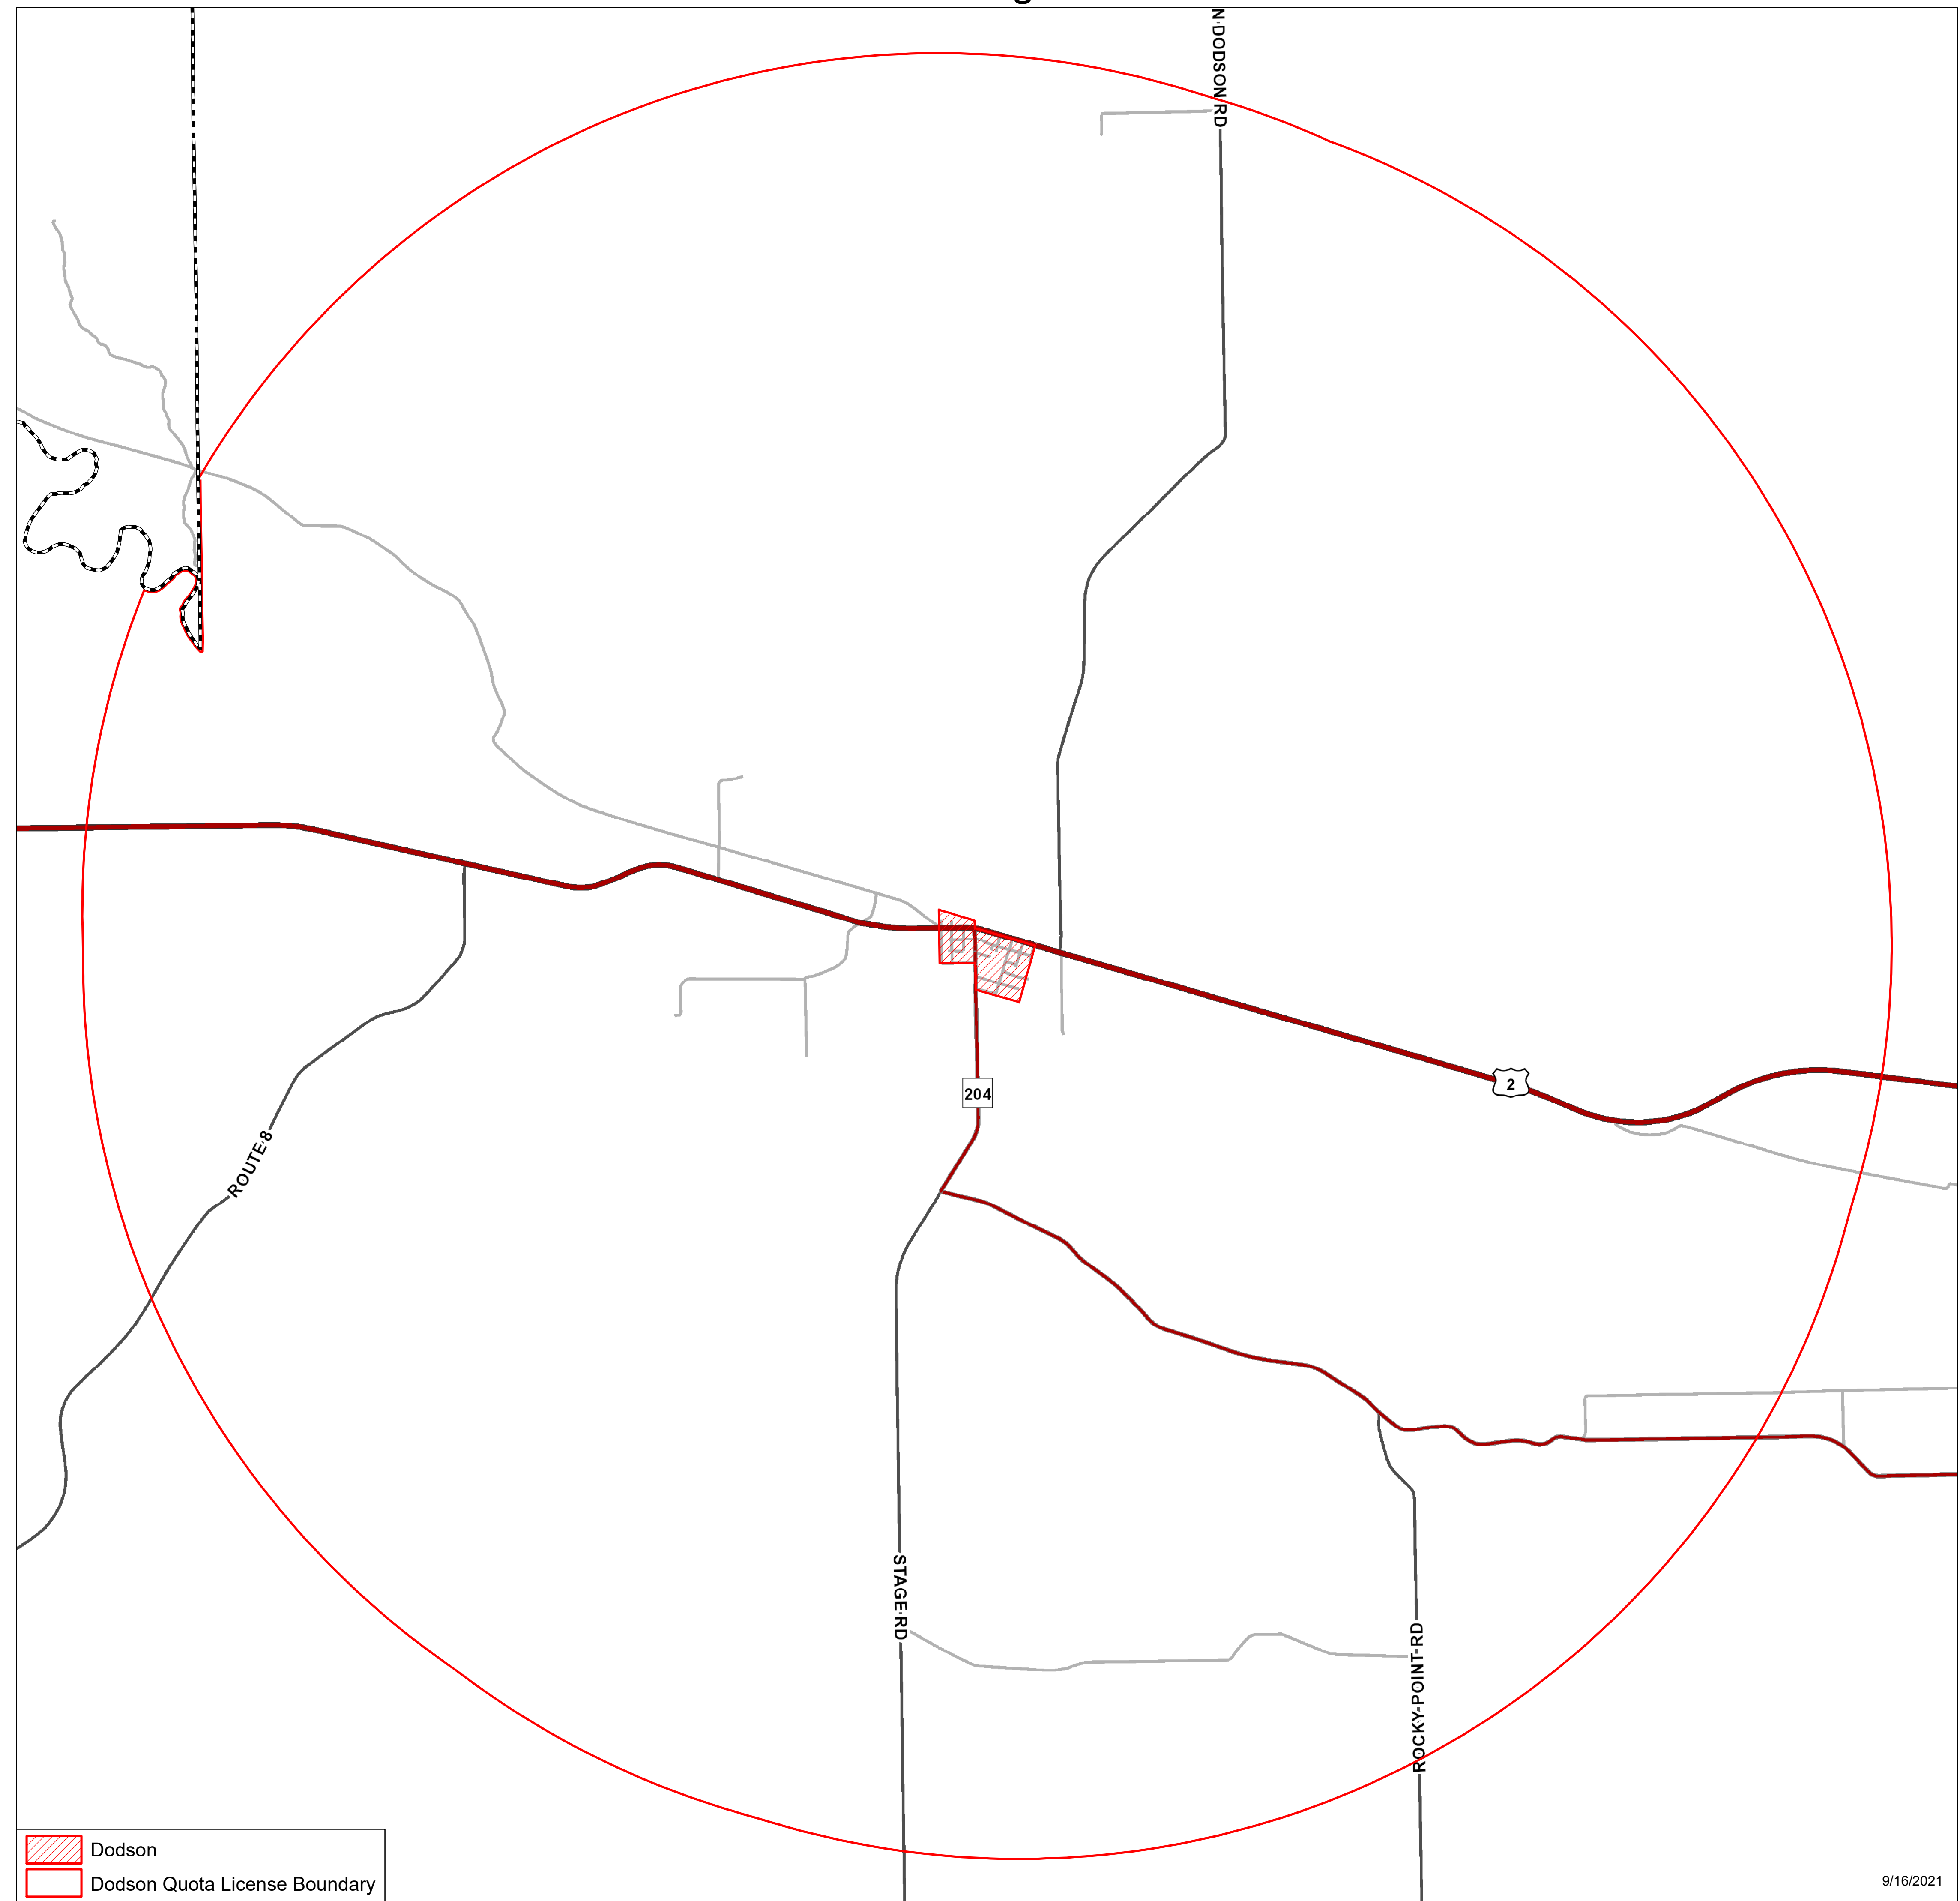 N DODSON RD
204
2
ROUTE 8
STAGE RD
ROCKY POINT RD
Dodson
Dodson Quota License Boundary
9/16/2021